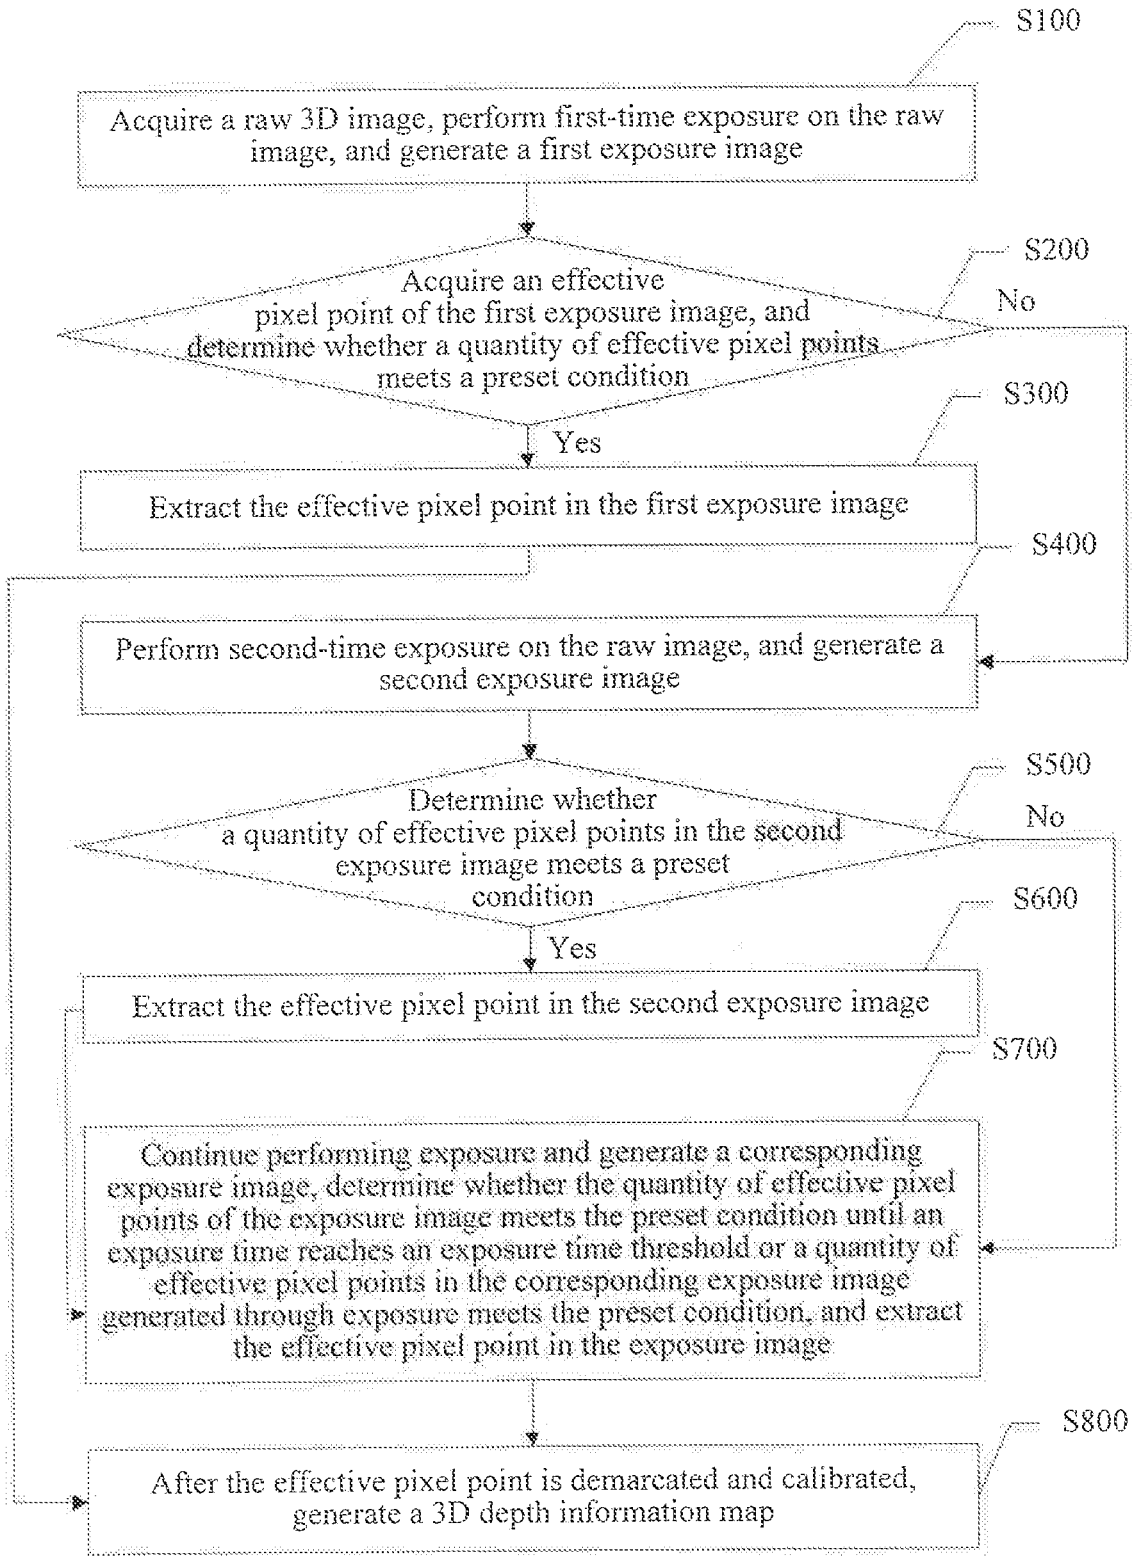 S100
Acquire a raw 3D image, perform first-time exposure on the raw
image, and generate a first exposure image
S200
Acquire an effective
pixel point of the first exposure image, and
determine whether a quantity of effective pixel points
meets a preset condition
No
S300
Yes
Extract the effective pixel point in the first exposure image
S400
Perform second-time exposure on the raw image, and generate a
second exposure image
S500
Determine whether
a quantity of effective pixel points in the second
exposure image meets a preset
condition
No
S600
Yes
Extract the effective pixel point in the second exposure image
S700
Continue performing exposure and generate a corresponding
exposure image, determine whether the quantity of effective pixel
points of the exposure image meets the preset condition until an
exposure time reaches an exposure time threshold or a quantity of
effective pixel points in the corresponding exposure image
generated through exposure meets the preset condition, and extract
the effective pixel point in the exposure image
S800
After the effective pixel point is demarcated and calibrated,
generate a 3D depth information map